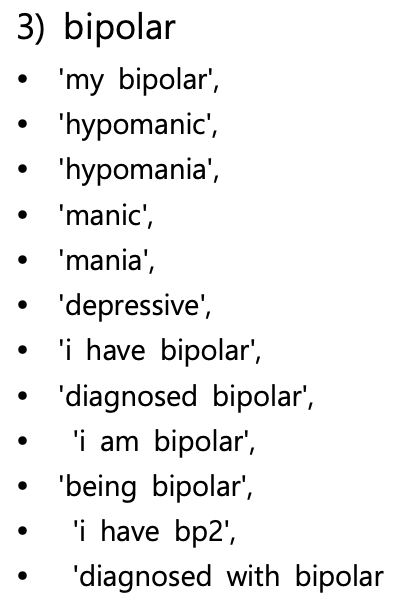 3) bipolar
• 'my bipolar',
• 'hypomanic',
• 'hypomania',
• 'manic',
• 'mania',
• 'depressive',
• 'i have bipolar',
• 'diagnosed bipolar',
• 'i am bipolar',
• 'being bipolar',
• 'i have bp2',
• 'diagnosed with bipolar